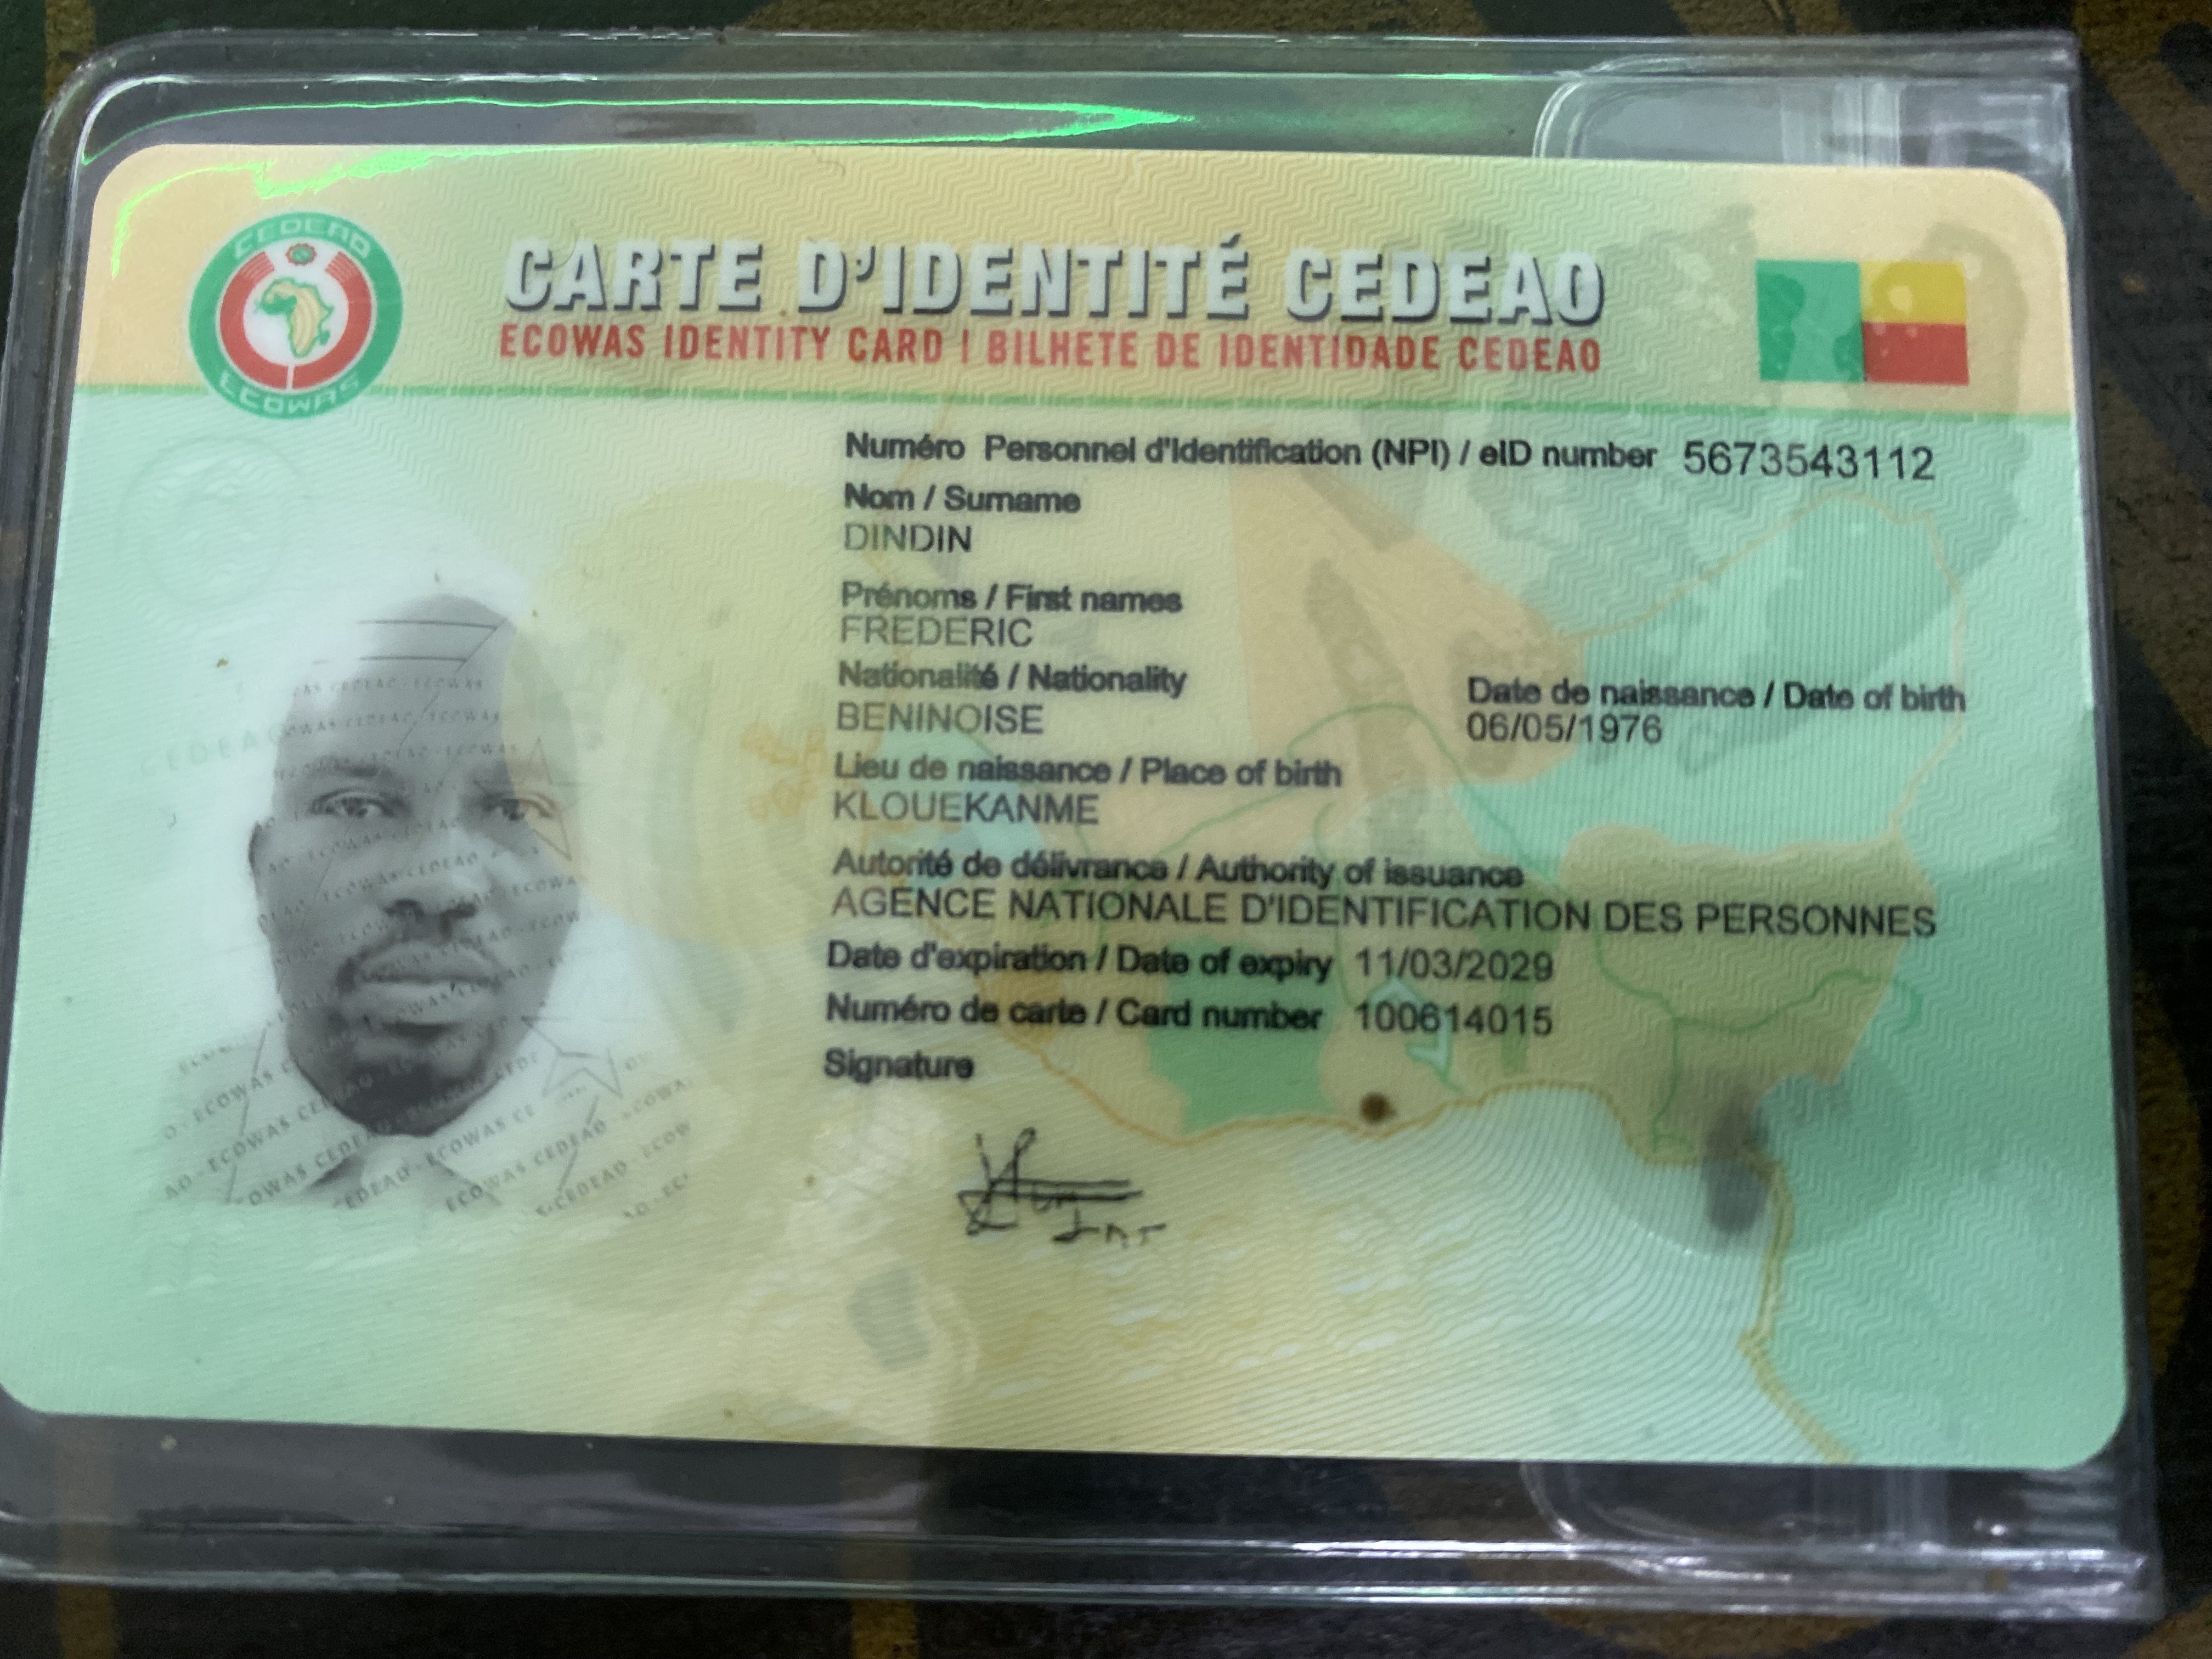 CEDEAO
ECOWAS
CARTE D'IDENTITÉ CEDEAO
ECOWAS IDENTITY CARD | BILHETE DE IDENTIDADE CEDEAO
Numéro Personnel d'Identification (NPI) / eID number 5673543112
Nom / Surname
DINDIN
Prénoms / First names
FREDERIC
Nationalité / Nationality
BENINOISE
Date de naissance / Date of birth
06/05/1976
Lieu de naissance / Place of birth
KLOUEKANME
Autorité de délivrance / Authority of issuance
AGENCE NATIONALE D'IDENTIFICATION DES PERSONNES
Date d'expiration / Date of expiry 11/03/2029
Numéro de carte / Card number 100614015
Signature